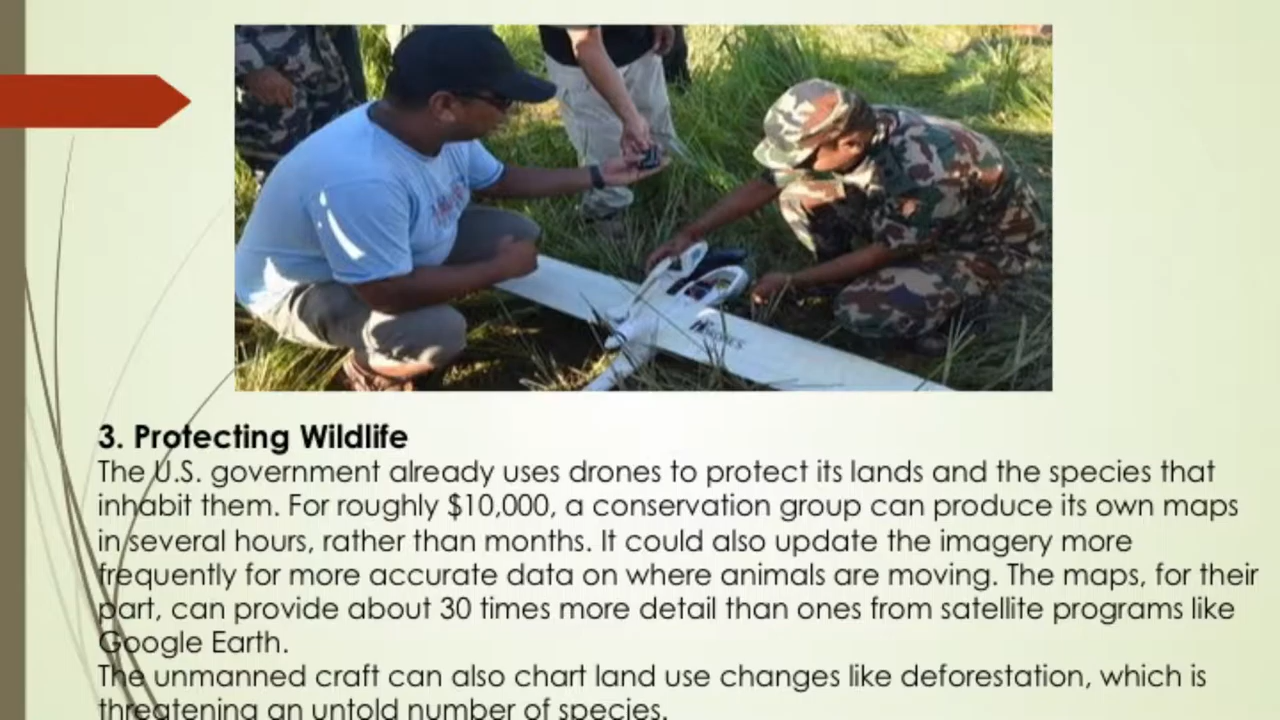 3. Protecting Wildlife
The U.S. government already uses drones to protect its lands and the species that
inhabit them. For roughly $10,000, a conservation group can produce its own maps
in several hours, rather than months. It could also update the imagery more
frequently for more accurate data on where animals are moving. The maps, for their
part, can provide about 30 times more detail than ones from satellite programs like
Google Earth.
The unmanned craft can also chart land use changes like deforestation, which is
threatening an untold number of species.